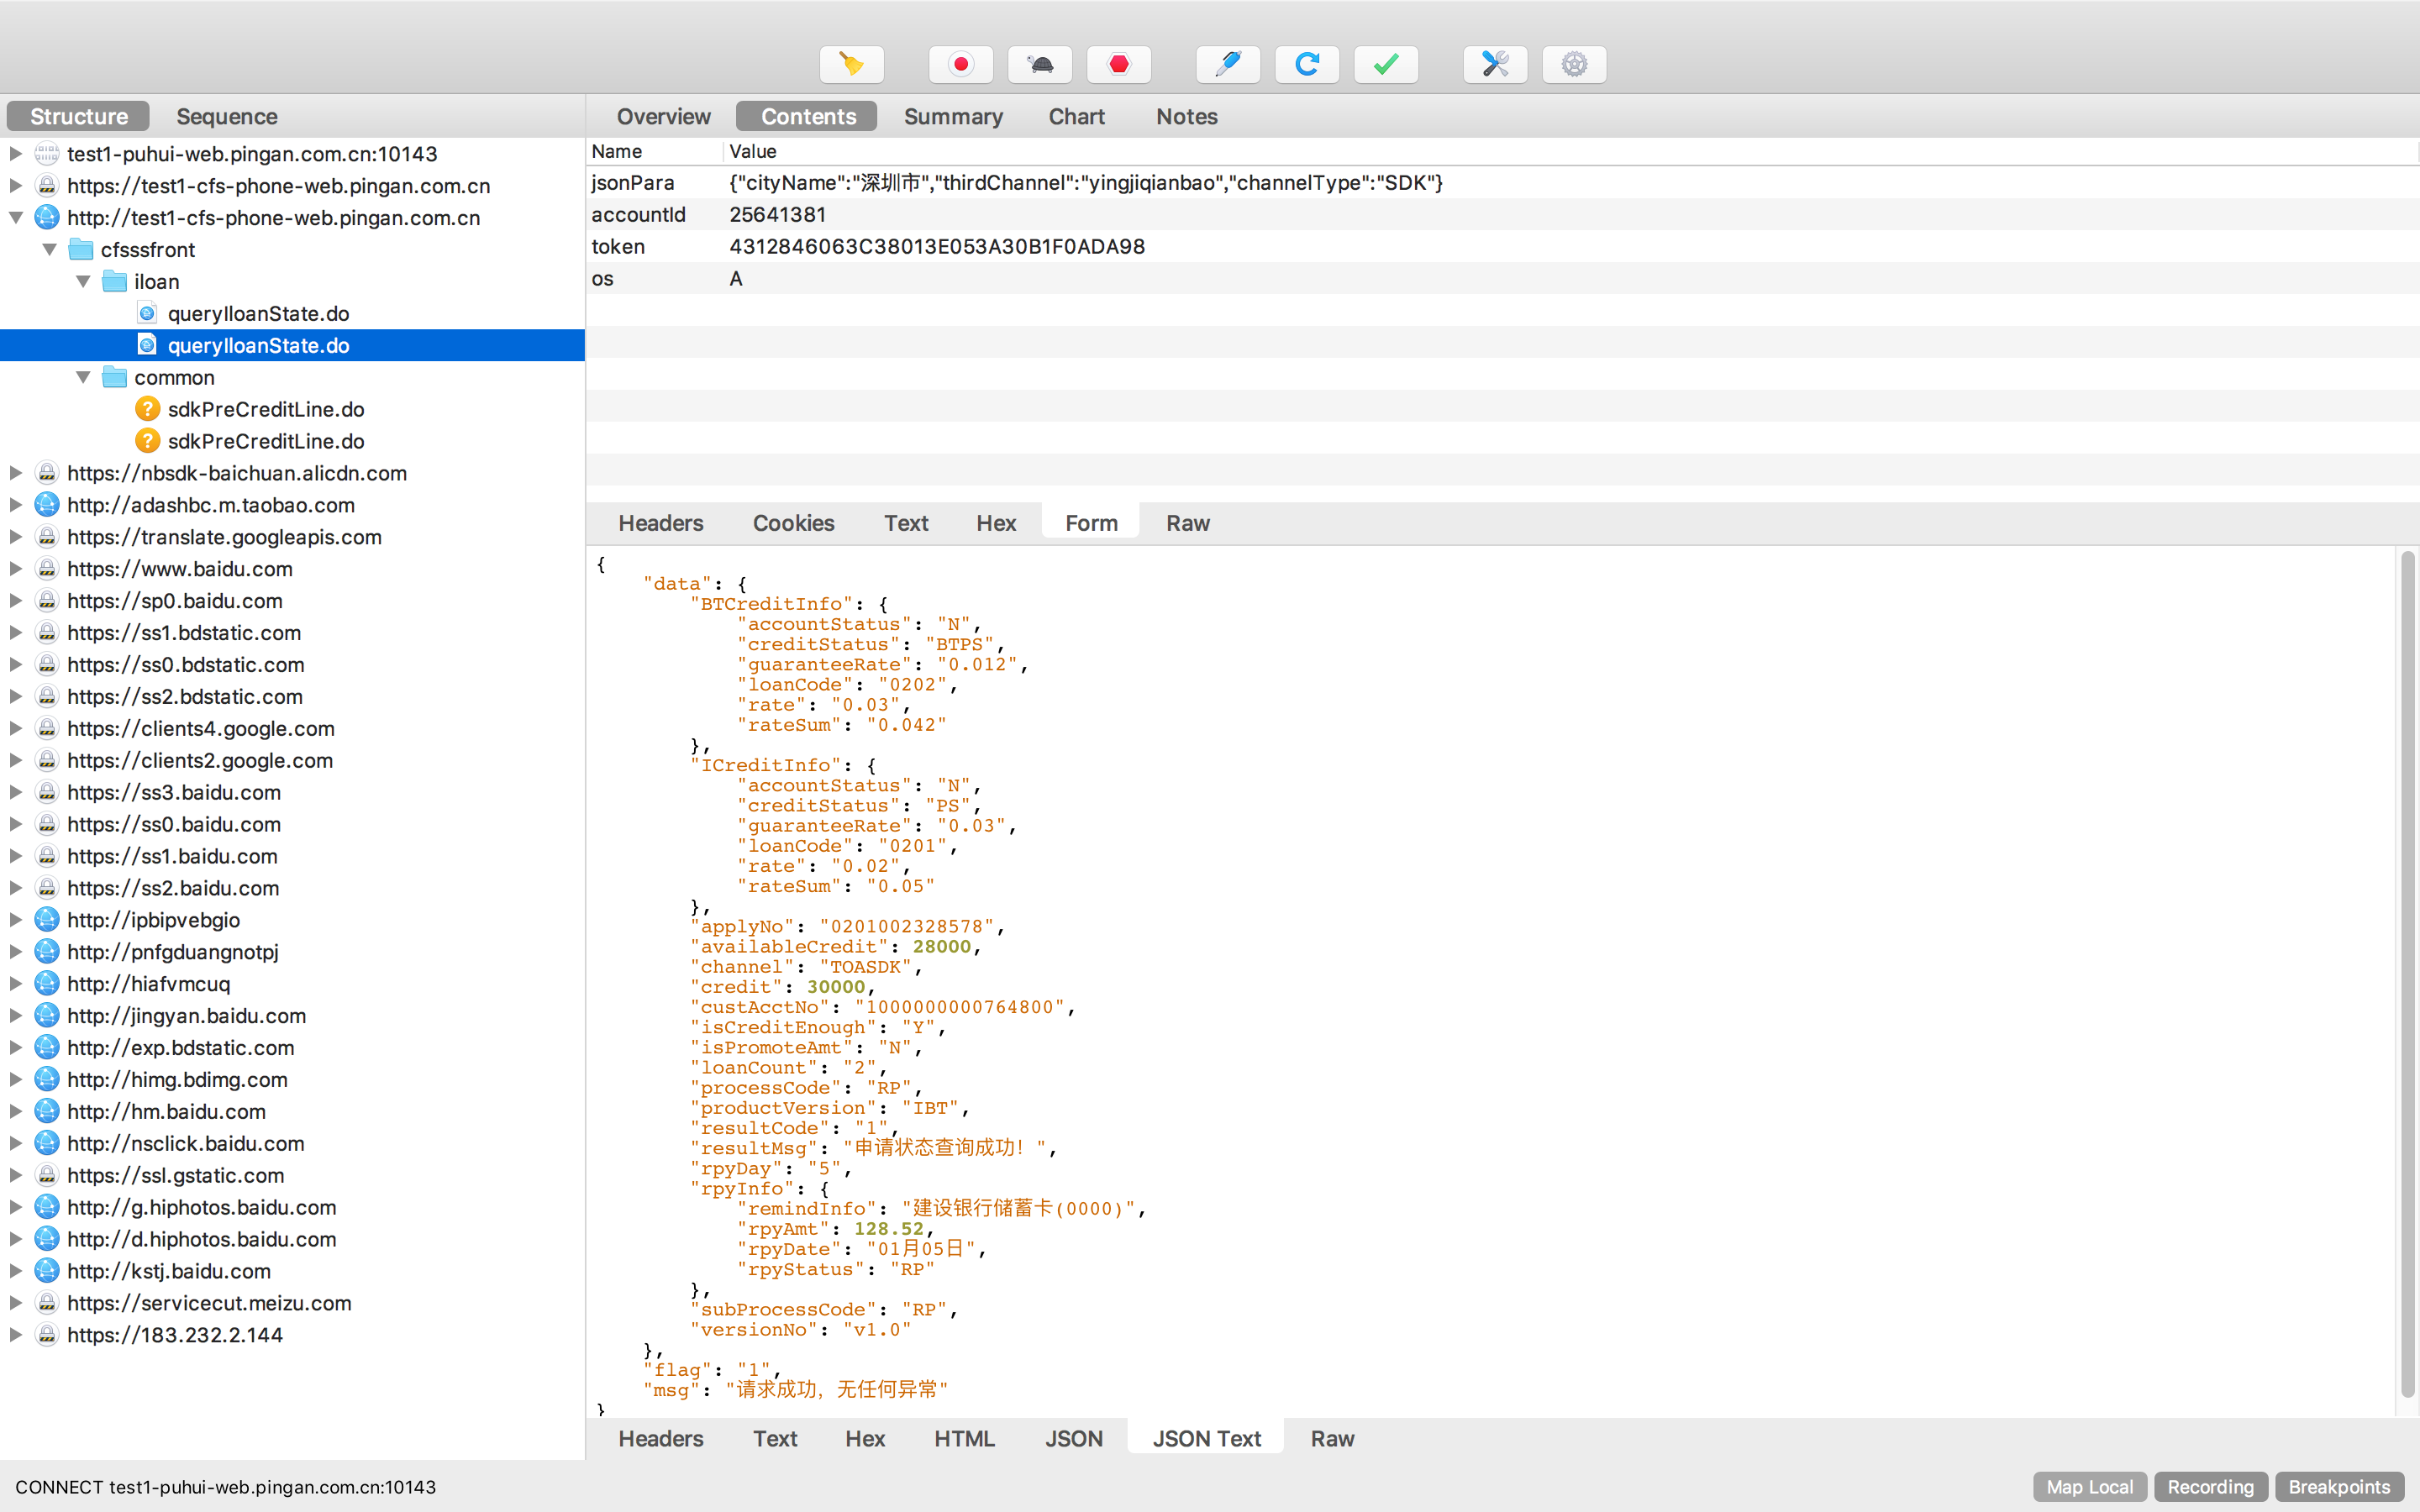 Structure
Sequence
Overview
Contents
Summary
Chart
Notes
test1-puhui-web.pingan.com.cn:10143
https://test1-cfs-phone-web.pingan.com.cn
http://test1-cfs-phone-web.pingan.com.cn
cfsssfront
iloan
queryIloanState.do
queryIloanState.do
common
sdkPreCreditLine.do
sdkPreCreditLine.do
https://nbsdk-baichuan.alicdn.com
http://adashbc.m.taobao.com
https://translate.googleapis.com
https://www.baidu.com
https://sp0.baidu.com
https://ss1.bdstatic.com
https://ss0.bdstatic.com
https://ss2.bdstatic.com
https://clients4.google.com
https://clients2.google.com
https://ss3.baidu.com
https://ss0.baidu.com
https://ss1.baidu.com
https://ss2.baidu.com
http://ipbipvebgio
http://pnfgduangnotpj
http://hiafvmcuq
http://jingyan.baidu.com
http://exp.bdstatic.com
http://himg.bdimg.com
http://hm.baidu.com
http://nsclick.baidu.com
https://ssl.gstatic.com
http://g.hiphotos.baidu.com
http://d.hiphotos.baidu.com
http://kstj.baidu.com
https://servicecut.meizu.com
https://183.232.2.144
Name Value
jsonPara {"cityName":"深圳市","thirdChannel":"yingjiqianbao","channelType":"SDK"}
accountId 25641381
token 4312846063C38013E053A30B1F0ADA98
os A
Headers Cookies Text Hex Form Raw
{
"data": {
"BTCreditInfo": {
"accountStatus": "N",
"creditStatus": "BTPS",
"guaranteeRate": "0.012",
"loanCode": "0202",
"rate": "0.03",
"rateSum": "0.042"
},
"ICreditInfo": {
"accountStatus": "N",
"creditStatus": "PS",
"guaranteeRate": "0.03",
"loanCode": "0201",
"rate": "0.02",
"rateSum": "0.05"
},
"applyNo": "0201002328578",
"availableCredit": 28000,
"channel": "TOASDK",
"credit": 30000,
"custAcctNo": "1000000000764800",
"isCreditEnough": "Y",
"isPromoteAmt": "N",
"loanCount": "2",
"processCode": "RP",
"productVersion": "IBT",
"resultCode": "1",
"resultMsg": "申请状态查询成功！",
"rpyDay": "5",
"rpyInfo": {
"remindInfo": "建设银行储蓄卡(0000)",
"rpyAmt": 128.52,
"rpyDate": "01月05日",
"rpyStatus": "RP"
},
"subProcessCode": "RP",
"versionNo": "v1.0"
},
"flag": "1",
"msg": "请求成功，无任何异常"
}
Headers Text Hex HTML JSON JSON Text Raw
CONNECT test1-puhui-web.pingan.com.cn:10143
Map Local
Recording
Breakpoints